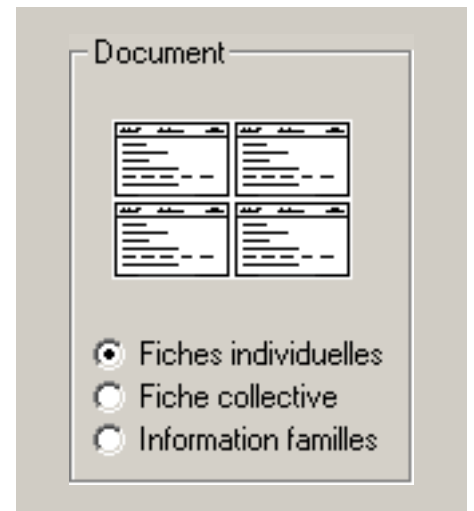 Document
Fiches individuelles
Fiche collective
Information familles